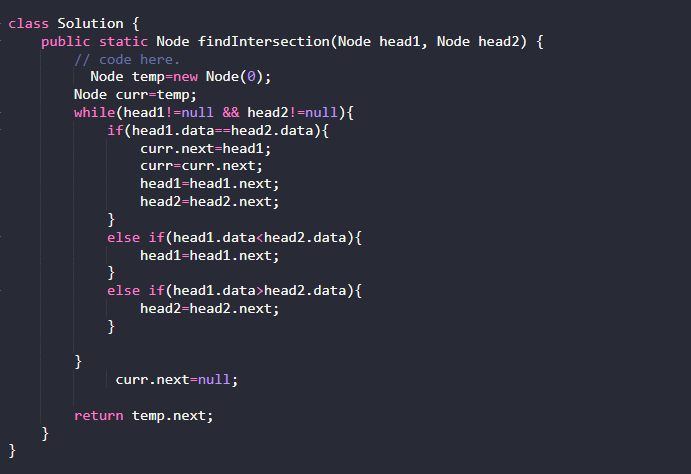 class Solution {
    public static Node findIntersection(Node head1, Node head2) {
        // code here.
          Node temp=new Node(0);
        Node curr=temp;
        while(head1!=null && head2!=null){
            if(head1.data==head2.data){
                curr.next=head1;
                curr=curr.next;
                head1=head1.next;
                head2=head2.next;
            }
            else if(head1.data<head2.data){
                head1=head1.next;
            }
            else if(head1.data>head2.data){
                head2=head2.next;
            }
        }
             curr.next=null;
        return temp.next;
    }
}